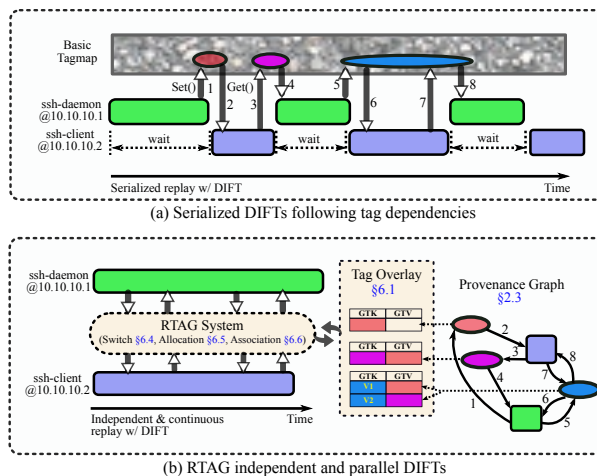 Basic
Tagmap
Set() 1 2 Get() 3 4 5 6 7 8
ssh-daemon
@10.10.10.1
ssh-client
@10.10.10.2
wait wait wait
Serialized replay w/ DIFT Time
(a) Serialized DIFTs following tag dependencies
ssh-daemon
@10.10.10.1
RTAG System
(Switch §6.4, Allocation §6.5, Association §6.6)
ssh-client
@10.10.10.2
Independent & continuous
replay w/ DIFT
Time
Tag Overlay
§6.1
GTK GTV
GTK GTV
GTK GTV
V1
V2
Provenance Graph
§2.3
2
3
8
4
7
1
6
5
(b) RTAG independent and parallel DIFTs